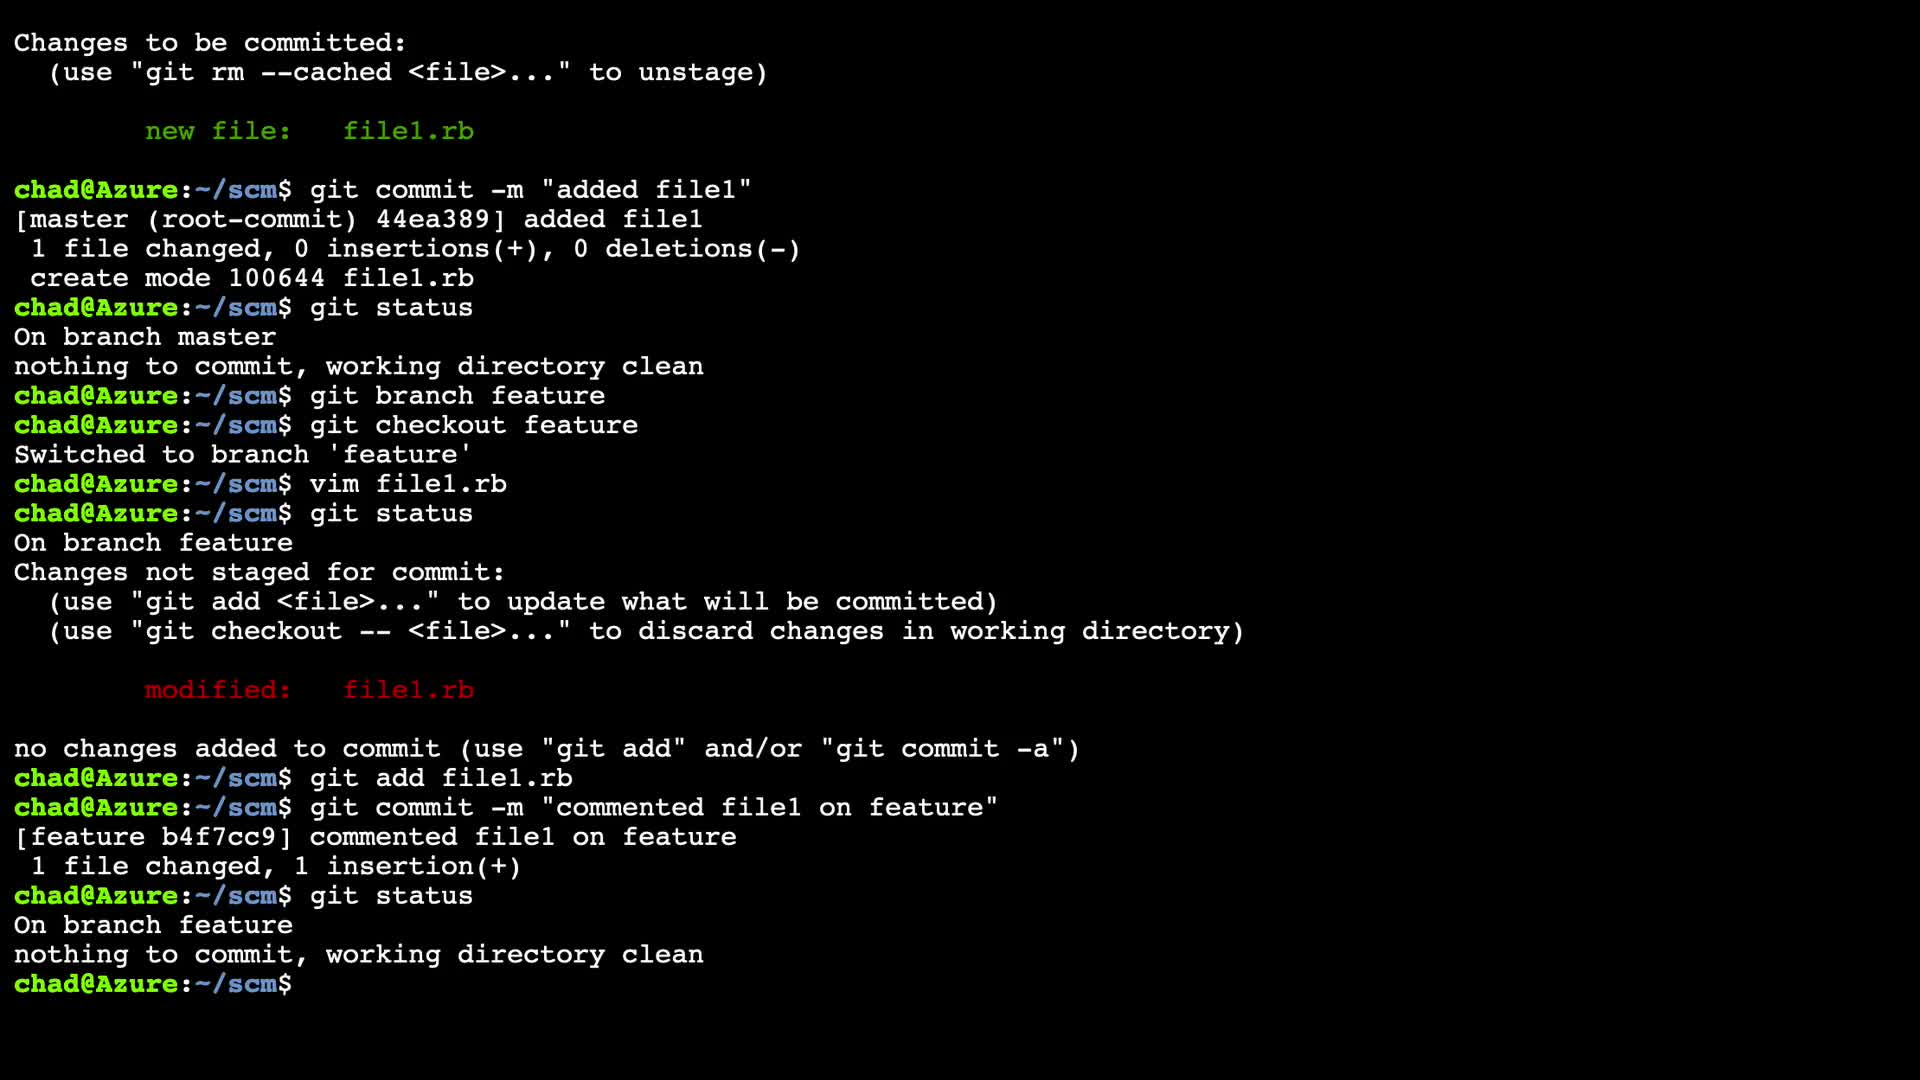 Changes to be committed:
  (use "git rm --cached <file>..." to unstage)
        new file:   file1.rb
chad@Azure:~/scm$ git commit -m "added file1"
[master (root-commit) 44ea389] added file1
 1 file changed, 0 insertions(+), 0 deletions(-)
 create mode 100644 file1.rb
chad@Azure:~/scm$ git status
On branch master
nothing to commit, working directory clean
chad@Azure:~/scm$ git branch feature
chad@Azure:~/scm$ git checkout feature
Switched to branch 'feature'
chad@Azure:~/scm$ vim file1.rb
chad@Azure:~/scm$ git status
On branch feature
Changes not staged for commit:
  (use "git add <file>..." to update what will be committed)
  (use "git checkout -- <file>..." to discard changes in working directory)
        modified:   file1.rb
no changes added to commit (use "git add" and/or "git commit -a")
chad@Azure:~/scm$ git add file1.rb
chad@Azure:~/scm$ git commit -m "commented file1 on feature"
[feature b4f7cc9] commented file1 on feature
 1 file changed, 1 insertion(+)
chad@Azure:~/scm$ git status
On branch feature
nothing to commit, working directory clean
chad@Azure:~/scm$